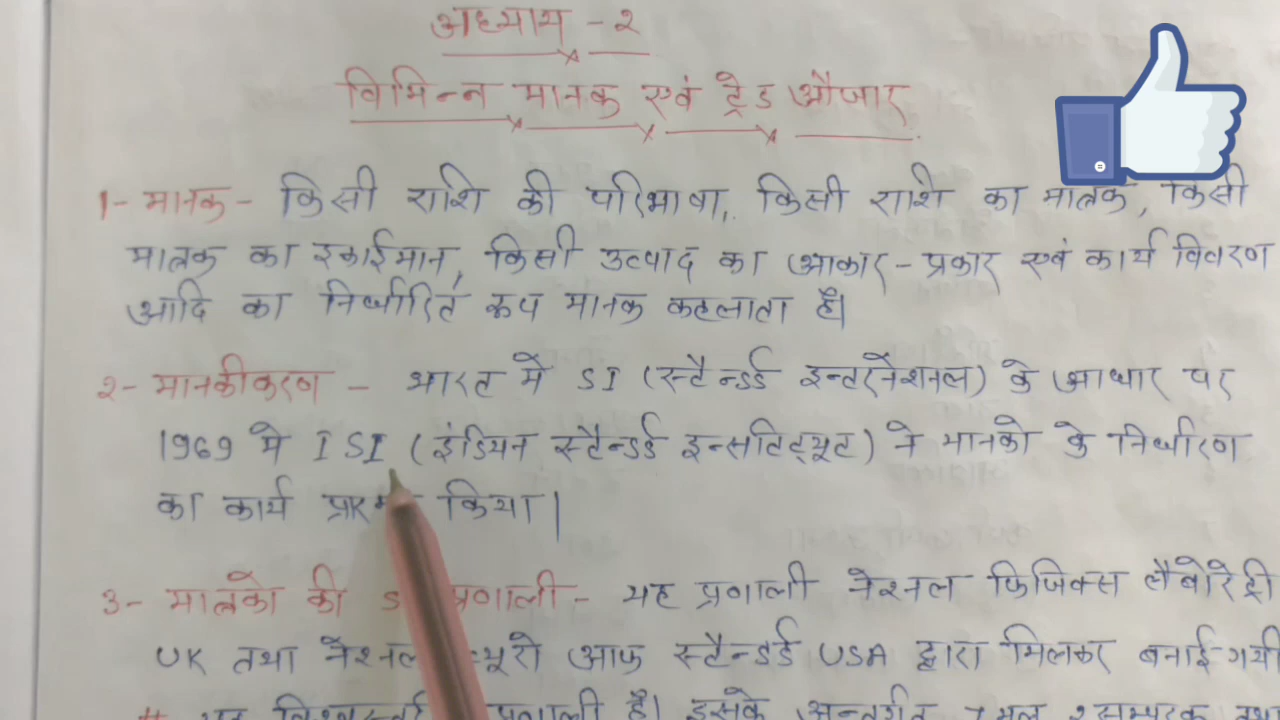 अध्याय - २
विभिन्न मानक एवं ट्रेड औजार
1- मानक - किसी राशि की परिभाषा, किसी राशि का मात्रक, किसी
मात्रक का इकाईमान, किसी उत्पाद का आकार - प्रकार एवं कार्य विवरण
आदि का निर्धारित रूप मानक कहलाता है।
2- मानकीकरण - भारत में SI (स्टैन्डर्ड इन्टरनेशनल) के आधार पर
1969 मे ISI (इंडियन स्टैन्डर्ड इन्सटिट्यूट) ने मानको के निर्धारण
का कार्य किया।
3- मात्रको की प्रणाली - यह प्रणाली नेशनल फिजिक्स लैबोरेट्री
UK तथा नेशनल ब्यूरो आफ स्टैन्डर्ड USA द्वारा मिलकर बनाई गयी
प्रणाली है। इसके अन्तर्गत 7 मूल